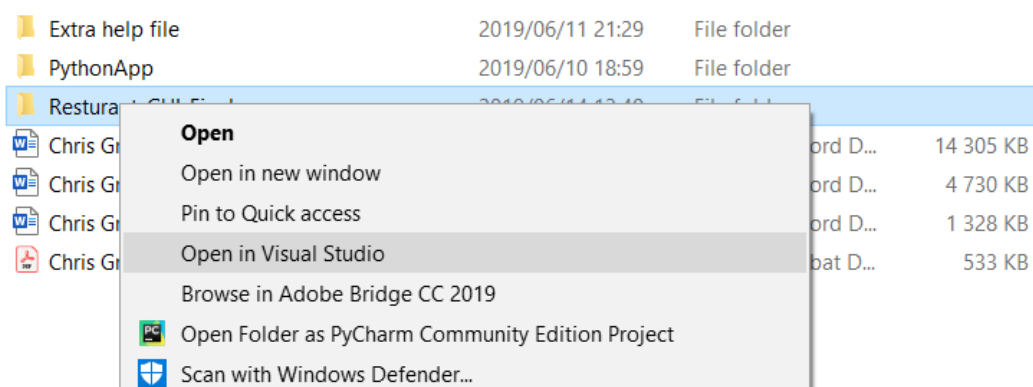 Extra help file 2019/06/11 21:29 File folder
PythonApp 2019/06/10 18:59 File folder
Restura
Open
Chris Gr ord D... 14 305 KB
Open in new window
Chris Gr ord D... 4 730 KB
Pin to Quick access
Chris Gr ord D... 1 328 KB
Open in Visual Studio
Chris Gr bat D... 533 KB
Browse in Adobe Bridge CC 2019
PC Open Folder as PyCharm Community Edition Project
Scan with Windows Defender...